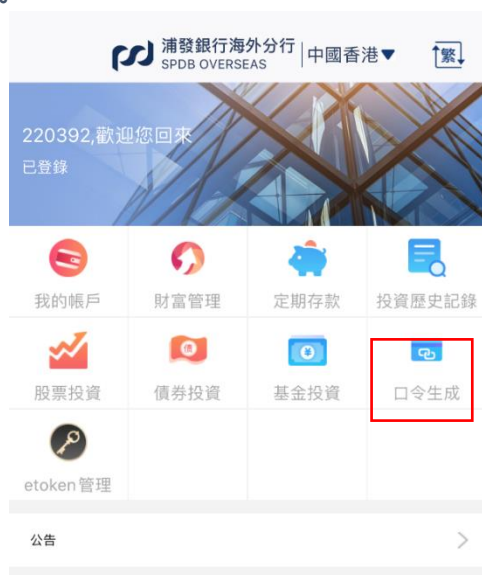 浦發銀行海外分行
SPDB OVERSEAS
中國香港▼
繁
220392,歡迎您回來
已登錄
我的帳戶
財富管理
定期存款
投資歷史記錄
股票投資
債券投資
基金投資
口令生成
etoken管理
公告